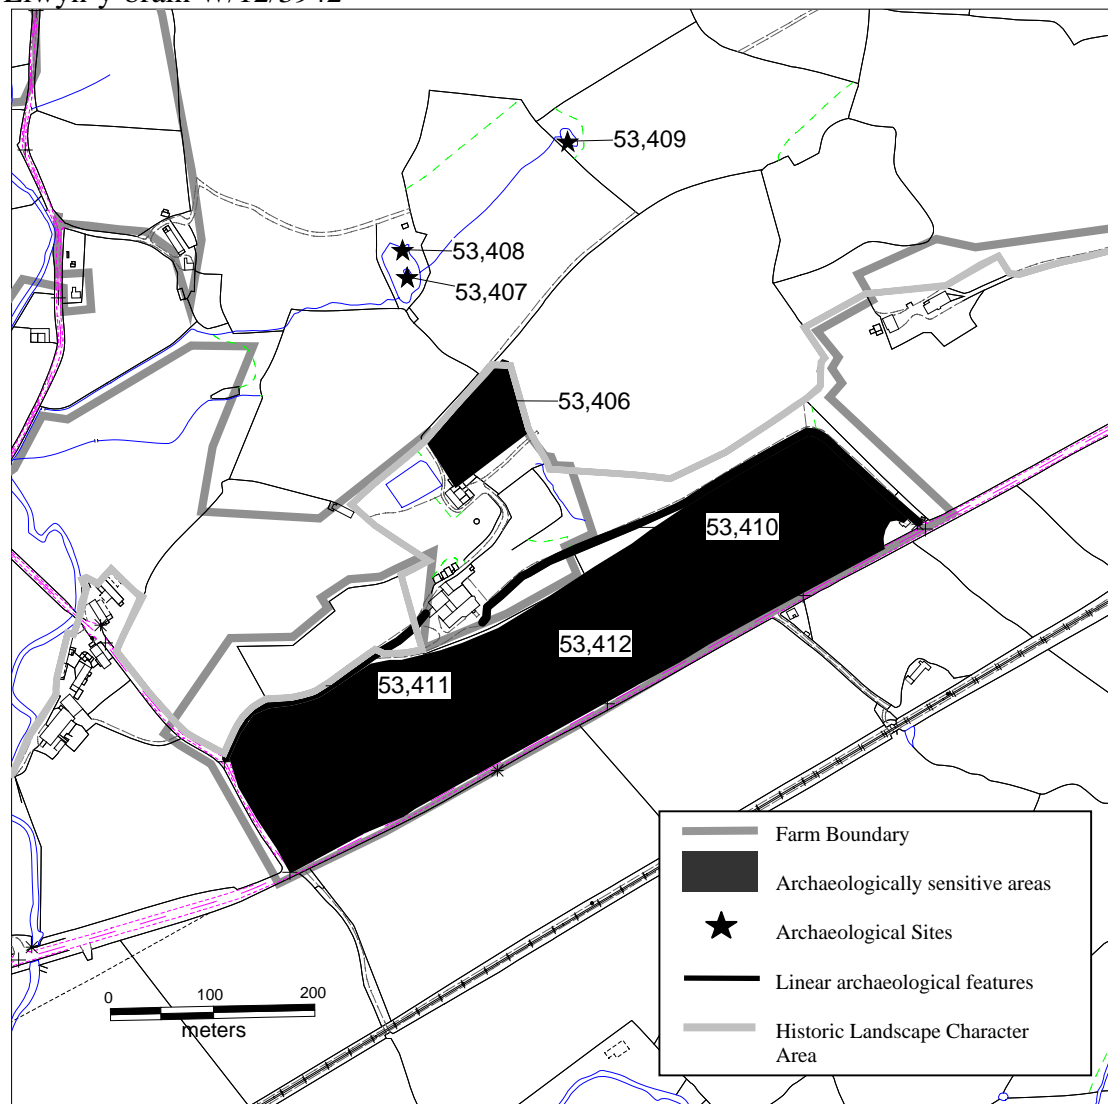 53,409
53,408
53,407
53,406
53,410
53,412
53,411
Farm Boundary
Archaeologically sensitive areas
Archaeological Sites
Linear archaeological features
Historic Landscape Character
Area
0 100 200
meters